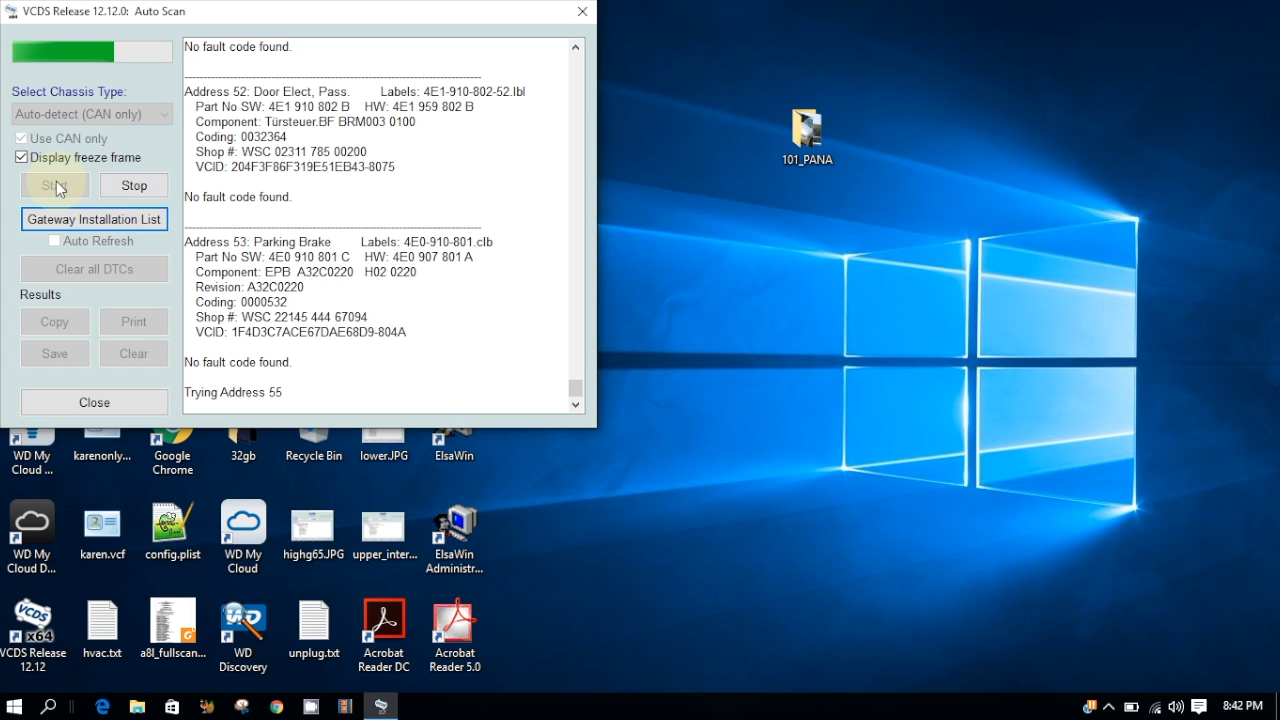 VCDS Release 12.12.0: Auto Scan
Select Chassis Type:
Auto-detect (CAN only)
Use CAN only
Display freeze frame
Start
Stop
Gateway Installation List
Auto Refresh
Clear all DTCs
Results
Copy
Print
Save
Clear
Close
No fault code found.
-------------------------------------------------------------------------------
Address 52: Door Elect, Pass. Labels: 4E1-910-802-52.lbl
Part No SW: 4E1 910 802 B HW: 4E1 959 802 B
Component: Türsteuer.BF BRM003 0100
Coding: 0032364
Shop #: WSC 02311 785 00200
VCID: 204F3F86F319E51EB43-8075
No fault code found.
-------------------------------------------------------------------------------
Address 53: Parking Brake Labels: 4E0-910-801.clb
Part No SW: 4E0 910 801 C HW: 4E0 907 801 A
Component: EPB A32C0220 H02 0220
Revision: A32C0220
Coding: 0000532
Shop #: WSC 22145 444 67094
VCID: 1F4D3C7ACE67DAE68D9-804A
No fault code found.
Trying Address 55
101_PANA
WD My
Cloud ...
karenonly...
Google
Chrome
32gb
Recycle Bin
lower.JPG
ElsaWin
WD My
Cloud D...
karen.vcf
config.plist
WD My
Cloud
highg65.JPG
upper_inter...
ElsaWin
Administr...
VCDS Release
12.12
hvac.txt
a8l_fullscan...
WD
Discovery
unplug.txt
Acrobat
Reader DC
Acrobat
Reader 5.0
8:42 PM